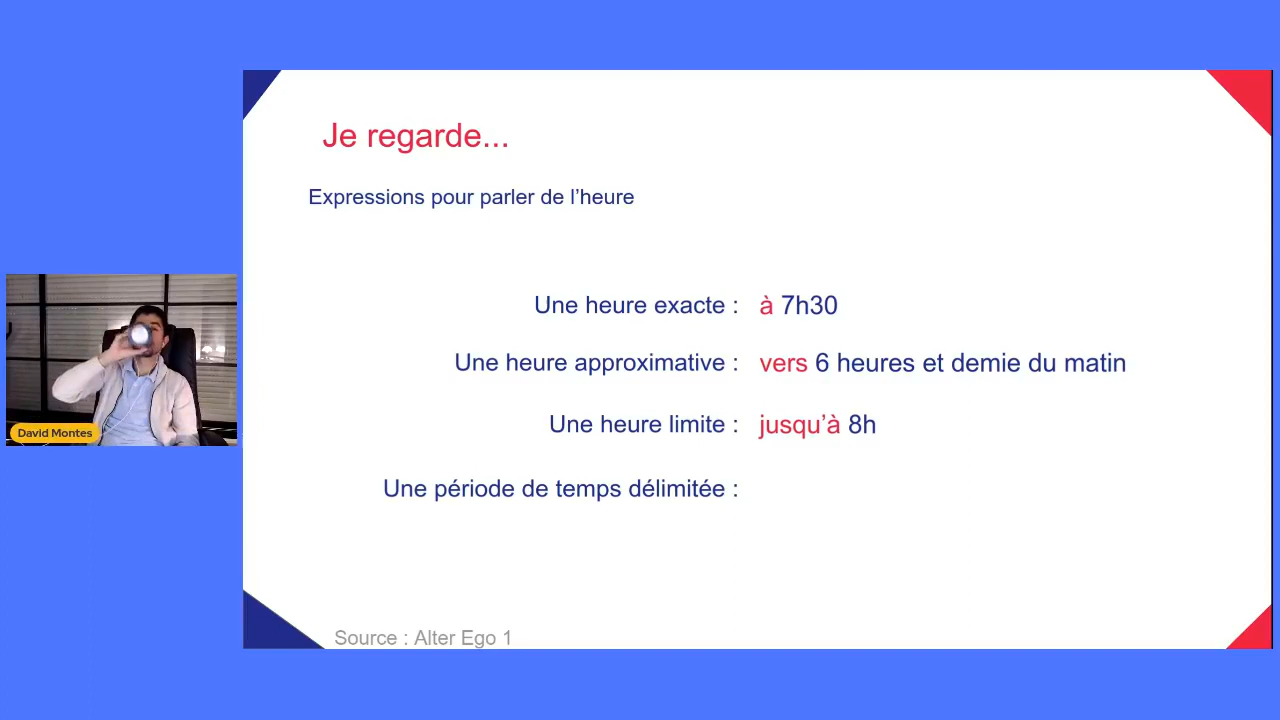 Je regarde...
Expressions pour parler de l’heure
Une heure exacte : à 7h30
Une heure approximative : vers 6 heures et demie du matin
Une heure limite : jusqu’à 8h
Une période de temps délimitée :
David Montes
Source : Alter Ego 1